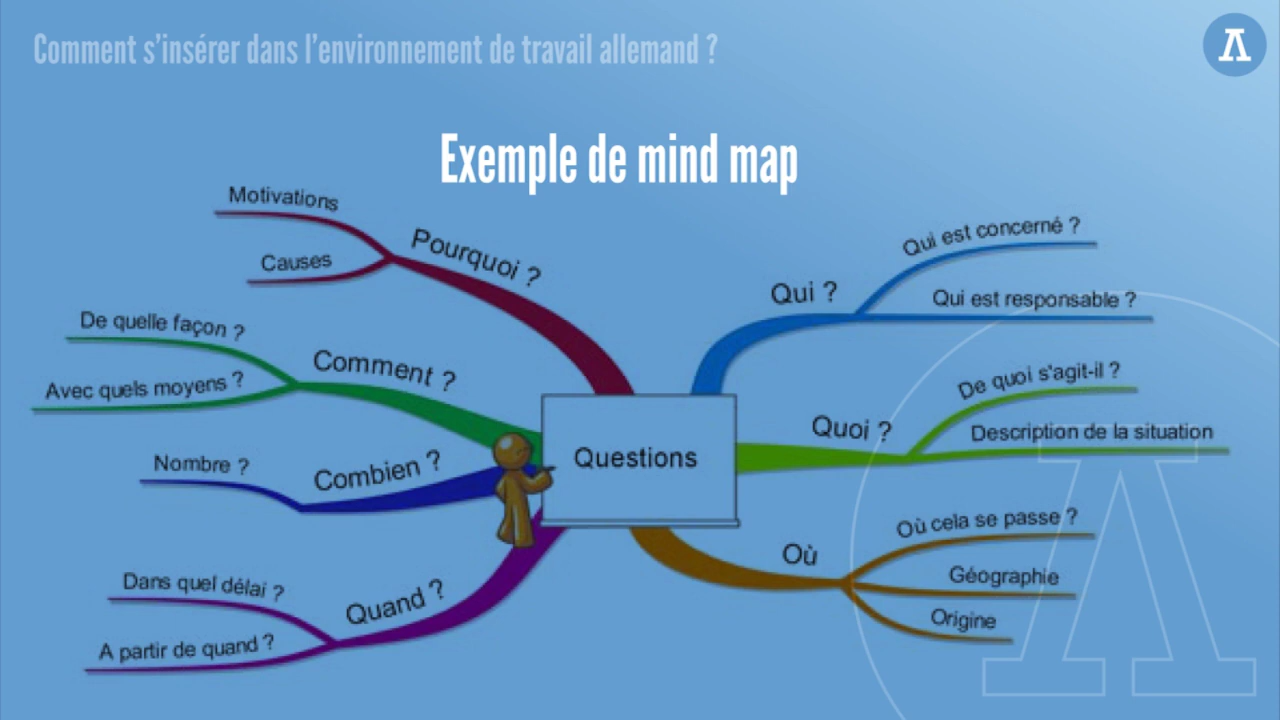 Comment s'insérer dans l'environnement de travail allemand ?
Exemple de mind map
Motivations
Causes
Pourquoi ?
De quelle façon ?
Avec quels moyens ?
Comment ?
Nombre ?
Combien ?
Dans quel délai ?
A partir de quand ?
Quand ?
Questions
Qui ?
Qui est concerné ?
Qui est responsable ?
Quoi ?
De quoi s'agit-il ?
Description de la situation
Où
Où cela se passe ?
Géographie
Origine